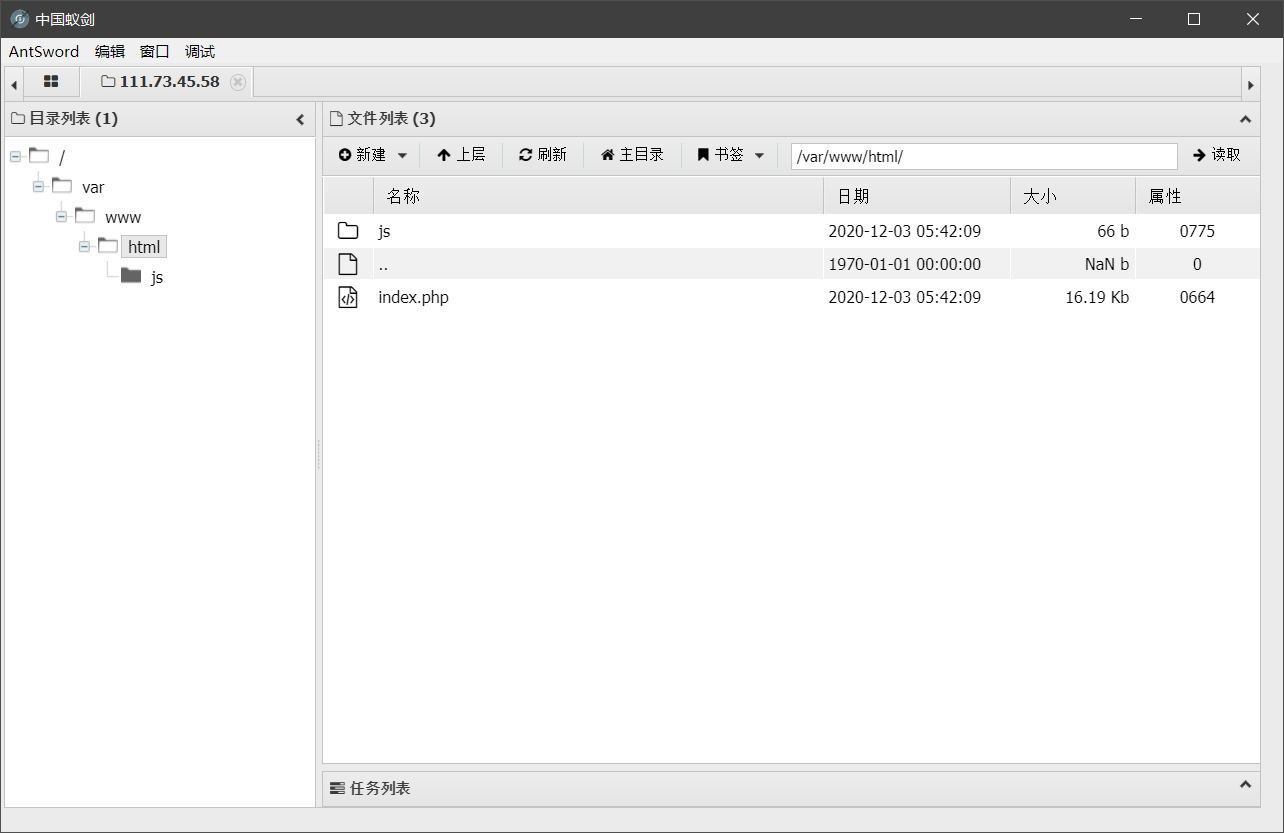 中国蚁剑
AntSword 编辑 窗口 调试
111.73.45.58
目录列表 (1)
/
var
www
html
js
文件列表 (3)
新建 上层 刷新 主目录 书签 /var/www/html/ 读取
名称 日期 大小 属性
js 2020-12-03 05:42:09 66 b 0775
.. 1970-01-01 00:00:00 NaN b 0
index.php 2020-12-03 05:42:09 16.19 Kb 0664
任务列表